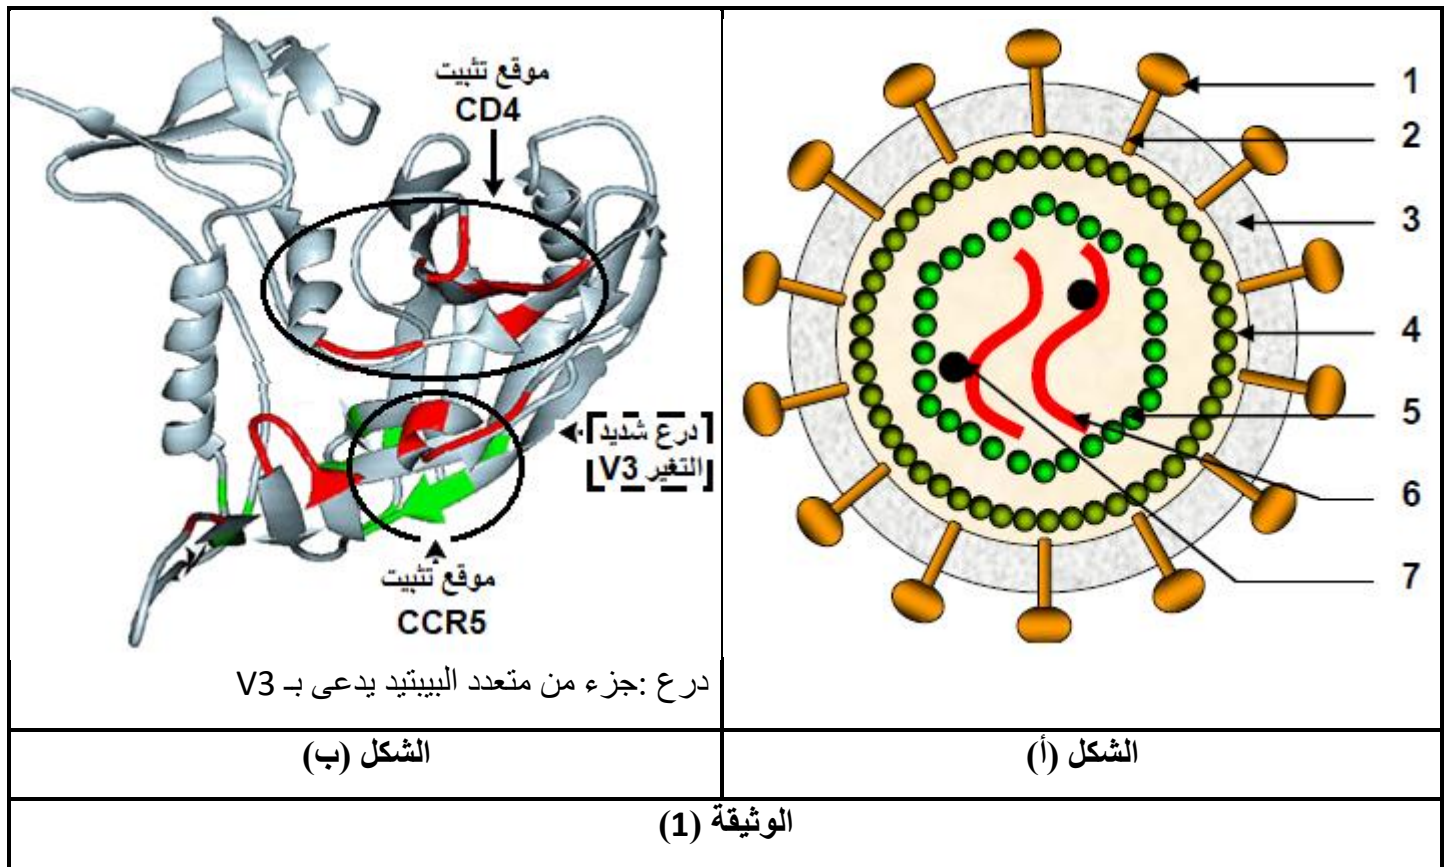 1
2
3
4
5
6
7
موقع تثبيت
CD4
درع شديد
التغير V3
موقع تثبيت
CCR5
درع :جزء من متعدد الببتيد يدعى بـ V3
الشكل (أ)
الشكل (ب)
الوثيقة (1)